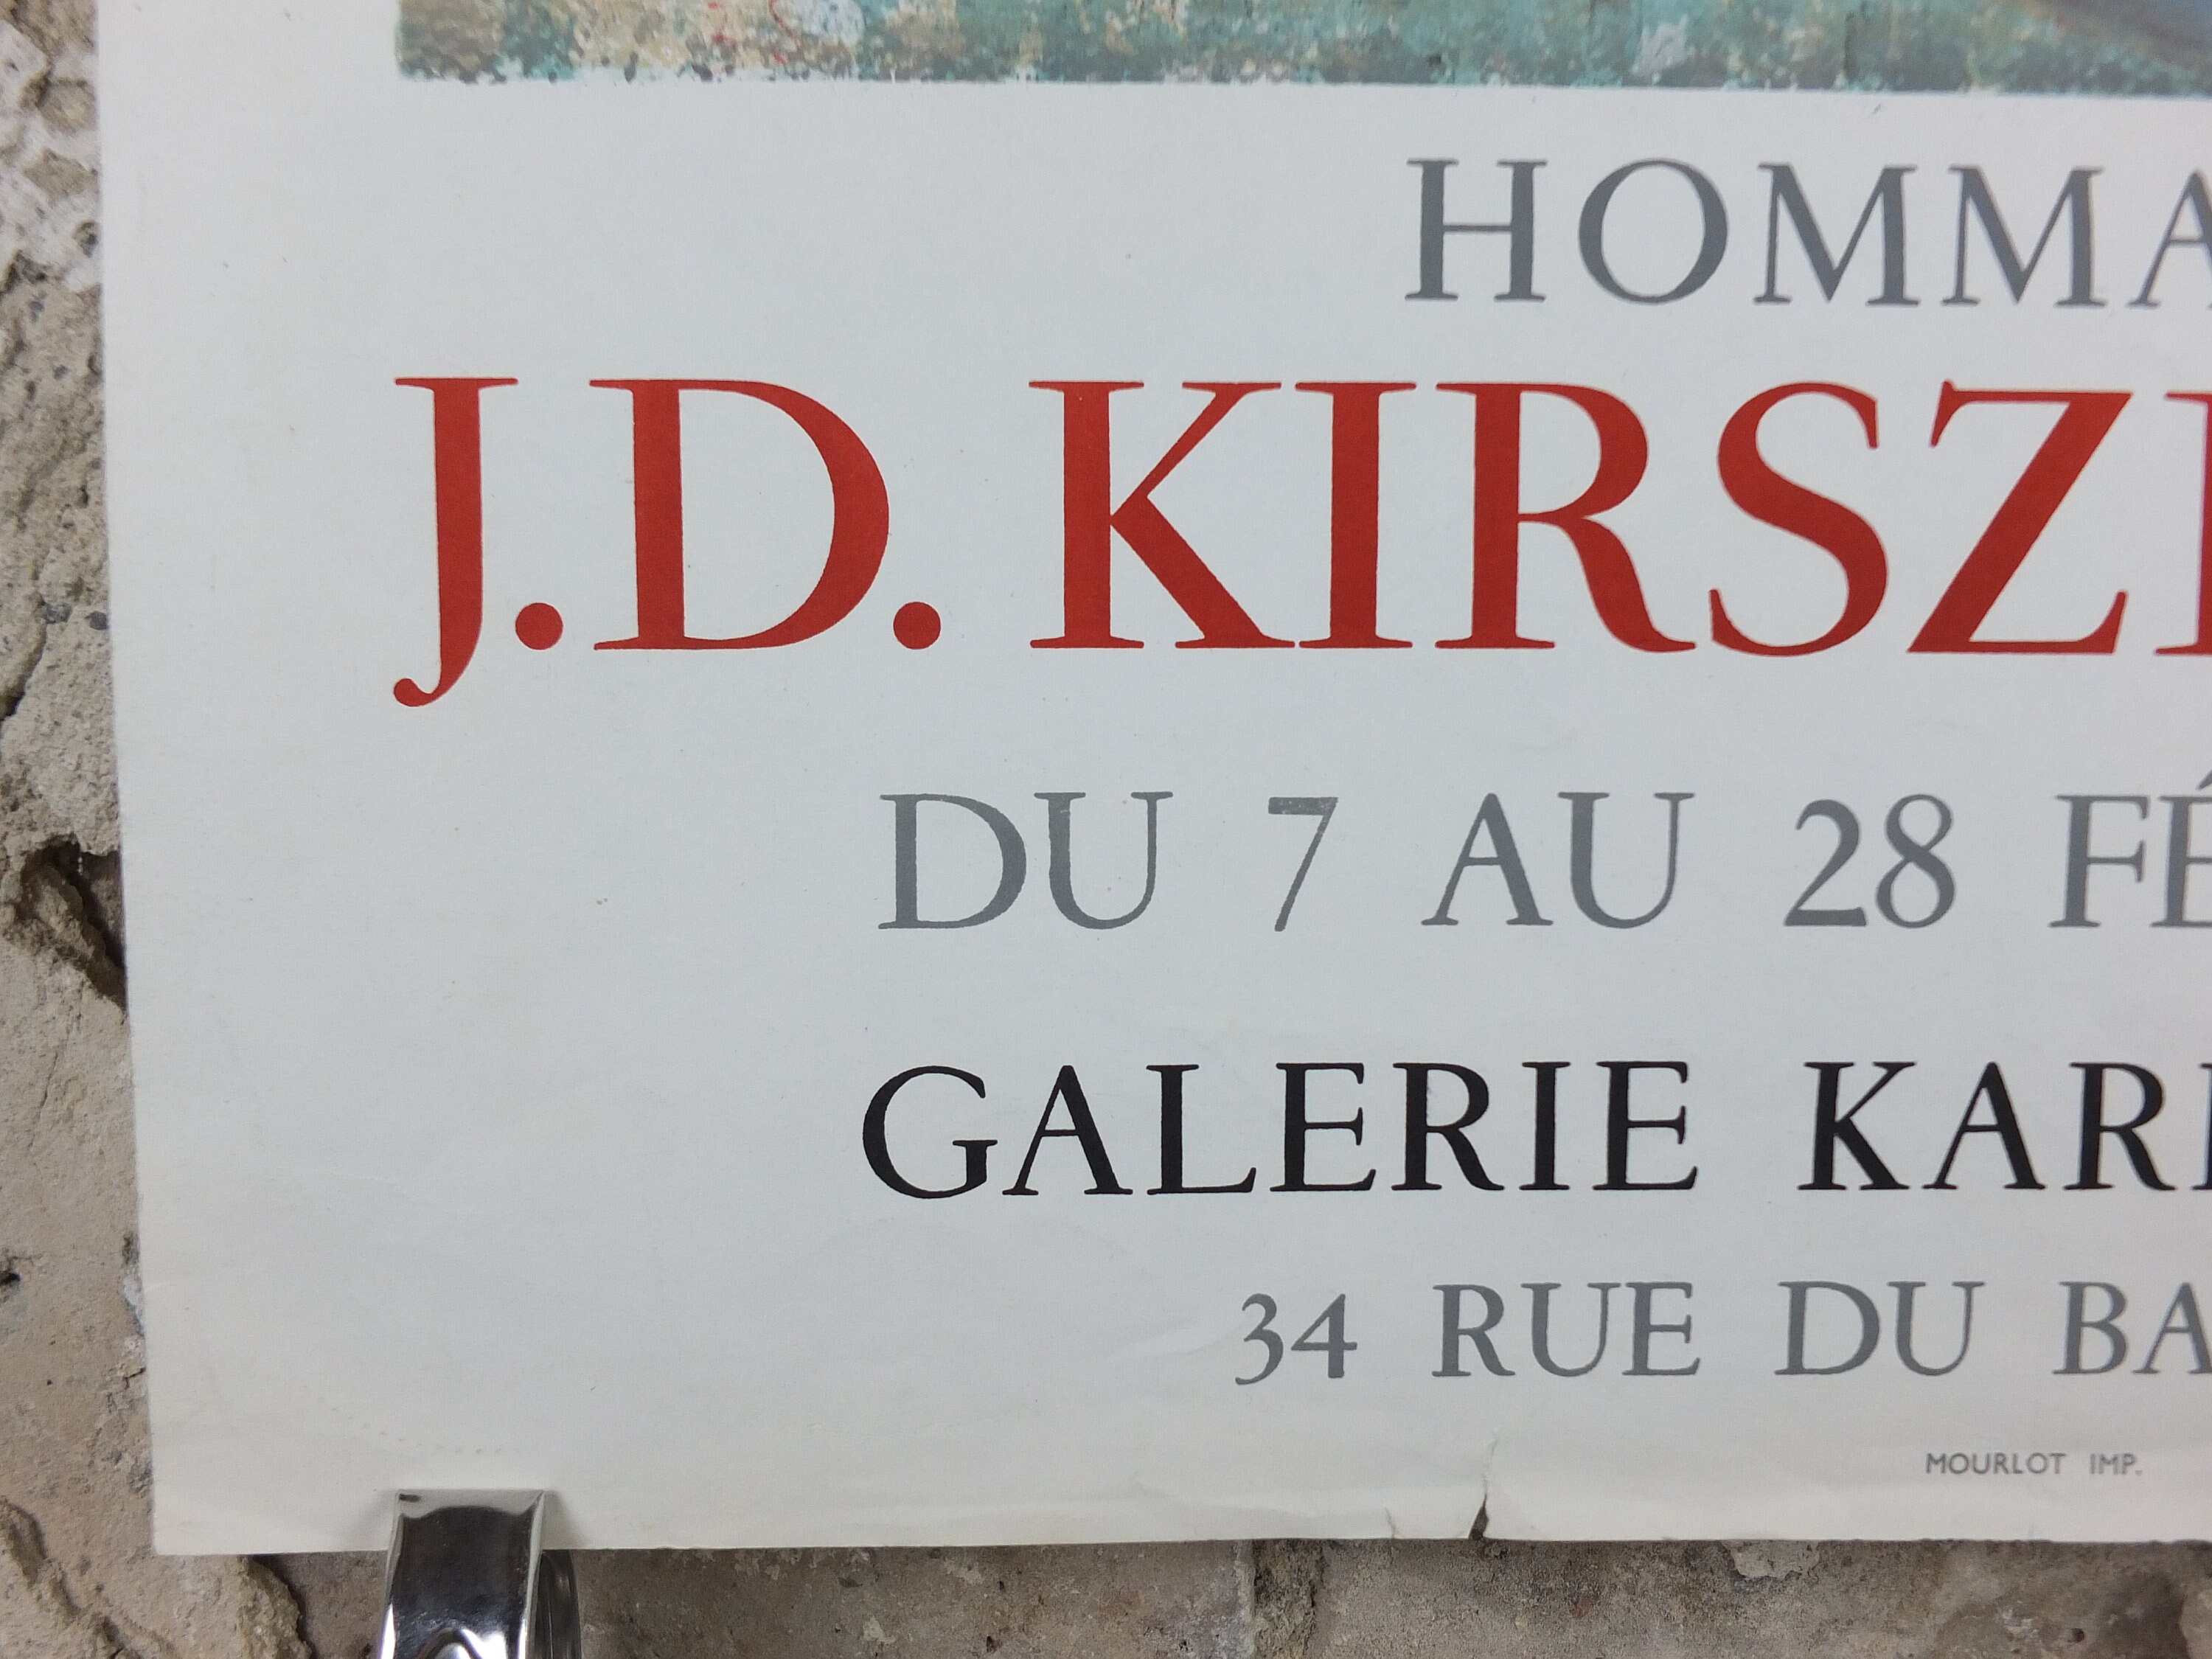 HOMMA
J.D. KIRSZ
DU 7 AU 28 FÉ
GALERIE KAR
34 RUE DU BA
MOURLOT IMP.